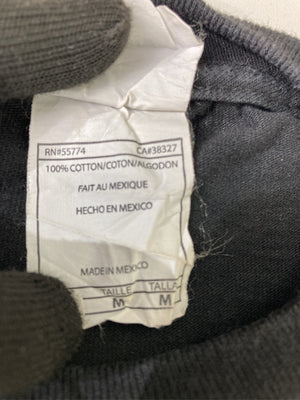 RN#55774 CA#38327
100% COTTON/COTON/ALGODON
FAIT AU MEXIQUE
HECHO EN MEXICO
MADE IN MEXICO
TAILLE TALLA
M M